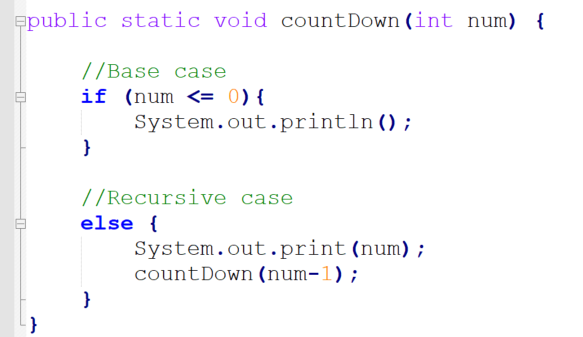 public static void countDown(int num) {
//Base case
if (num <= 0){
System.out.println();
}
//Recursive case
else {
System.out.print(num);
countDown(num-1);
}
}